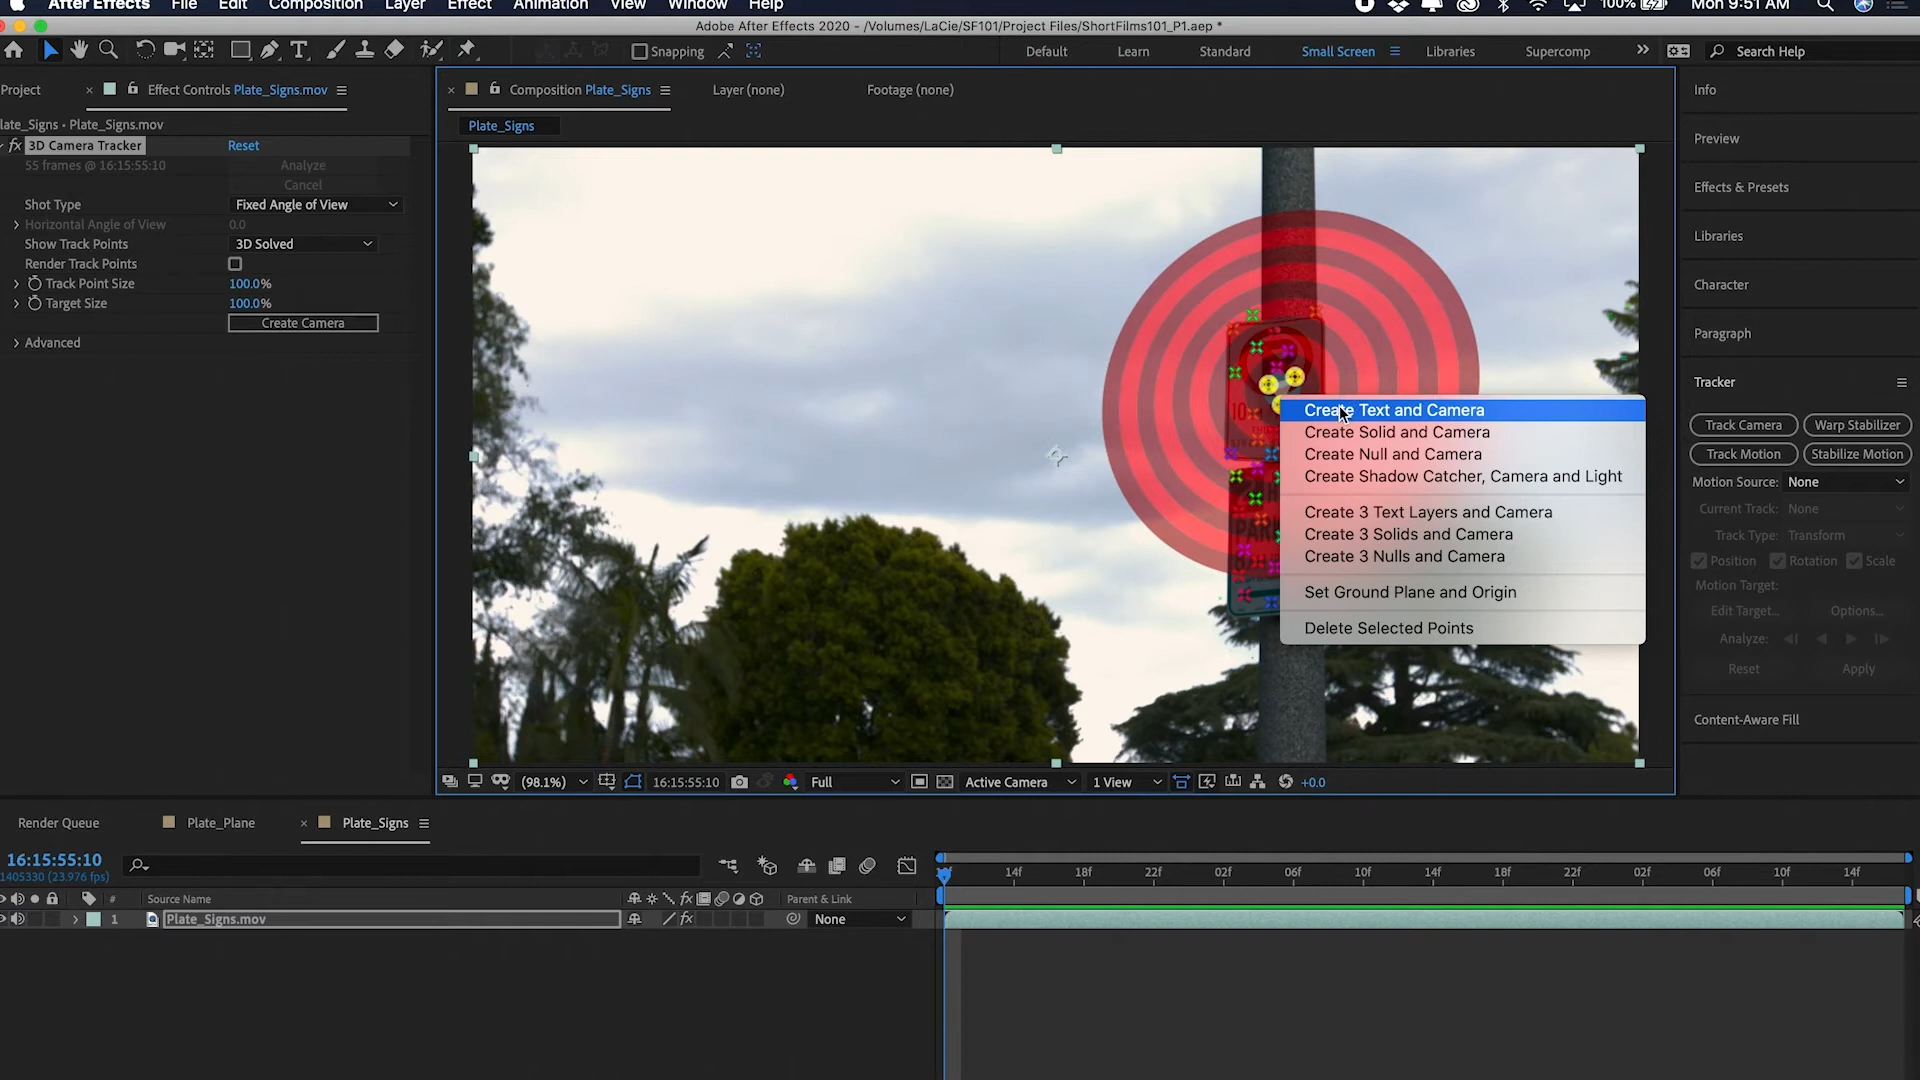 After Effects File Edit Composition Layer Effect Animation View Window Help 100% Mon 9:51 AM
Adobe After Effects 2020 - /Volumes/LaCie/SF101/Project Files/ShortFilms101_P1.aep *
Snapping Default Learn Standard Small Screen Libraries Supercomp Search Help
Project Effect Controls Plate_Signs.mov Composition Plate_Signs Layer (none) Footage (none) Info
late_Signs • Plate_Signs.mov
Plate_Signs
fx 3D Camera Tracker Reset
55 frames @ 16:15:55:10 Analyze
Cancel
Shot Type Fixed Angle of View
Horizontal Angle of View 0.0
Show Track Points 3D Solved
Render Track Points
Track Point Size 100.0%
Target Size 100.0%
Create Camera
Advanced
Preview
Effects & Presets
Libraries
Character
Paragraph
Tracker
Track Camera Warp Stabilizer
Track Motion Stabilize Motion
Motion Source: None
Current Track: None
Track Type: Transform
Position Rotation Scale
Motion Target:
Edit Target... Options...
Analyze:
Reset Apply
Content-Aware Fill
Create Text and Camera
Create Solid and Camera
Create Null and Camera
Create Shadow Catcher, Camera and Light
Create 3 Text Layers and Camera
Create 3 Solids and Camera
Create 3 Nulls and Camera
Set Ground Plane and Origin
Delete Selected Points
(98.1%) 16:15:55:10 Full Active Camera 1 View +0.0
Render Queue Plate_Plane Plate_Signs
16:15:55:10
1405330 (23.976 fps)
14f 18f 22f 02f 06f 10f 14f 18f 22f 02f 06f 10f 14f
# Source Name fx Parent & Link
1 Plate_Signs.mov fx None